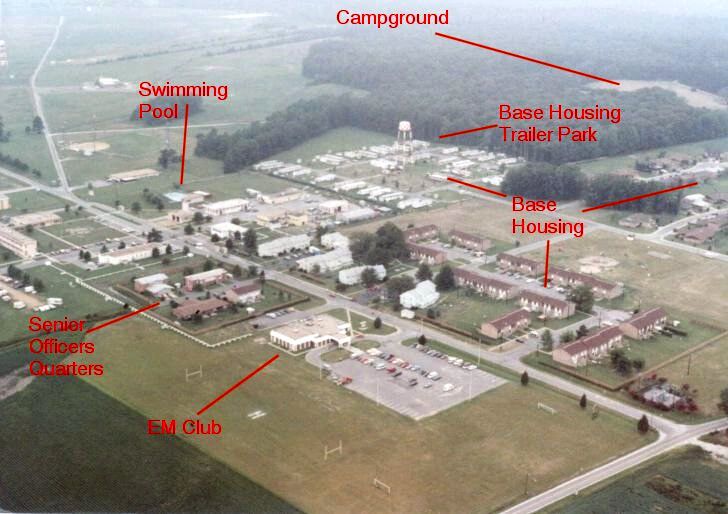 Campground
Swimming
Pool
Base Housing
Trailer Park
Base
Housing
Senior
Officers
Quarters
EM Club